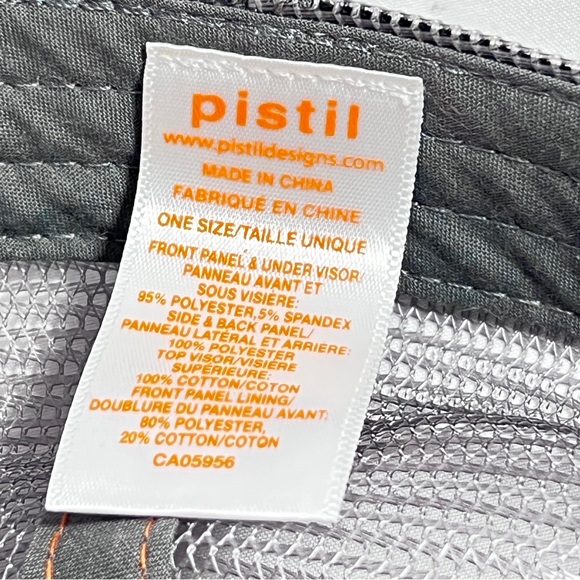 pistil
www.pistildesigns.com
MADE IN CHINA
FABRIQUÉ EN CHINE
ONE SIZE/TAILLE UNIQUE
FRONT PANEL & UNDER VISOR/
PANNEAU AVANT ET
SOUS VISIÈRE:
95% POLYESTER, 5% SPANDEX
SIDE & BACK PANEL/
PANNEAU LATÉRAL ET ARRIÈRE:
100% POLYESTER
TOP VISOR/VISIÈRE
SUPERIEURE:
100% COTTON/COTON
FRONT PANEL LINING/
DOUBLURE DU PANNEAU AVANT:
80% POLYESTER,
20% COTTON/COTON
CA05956